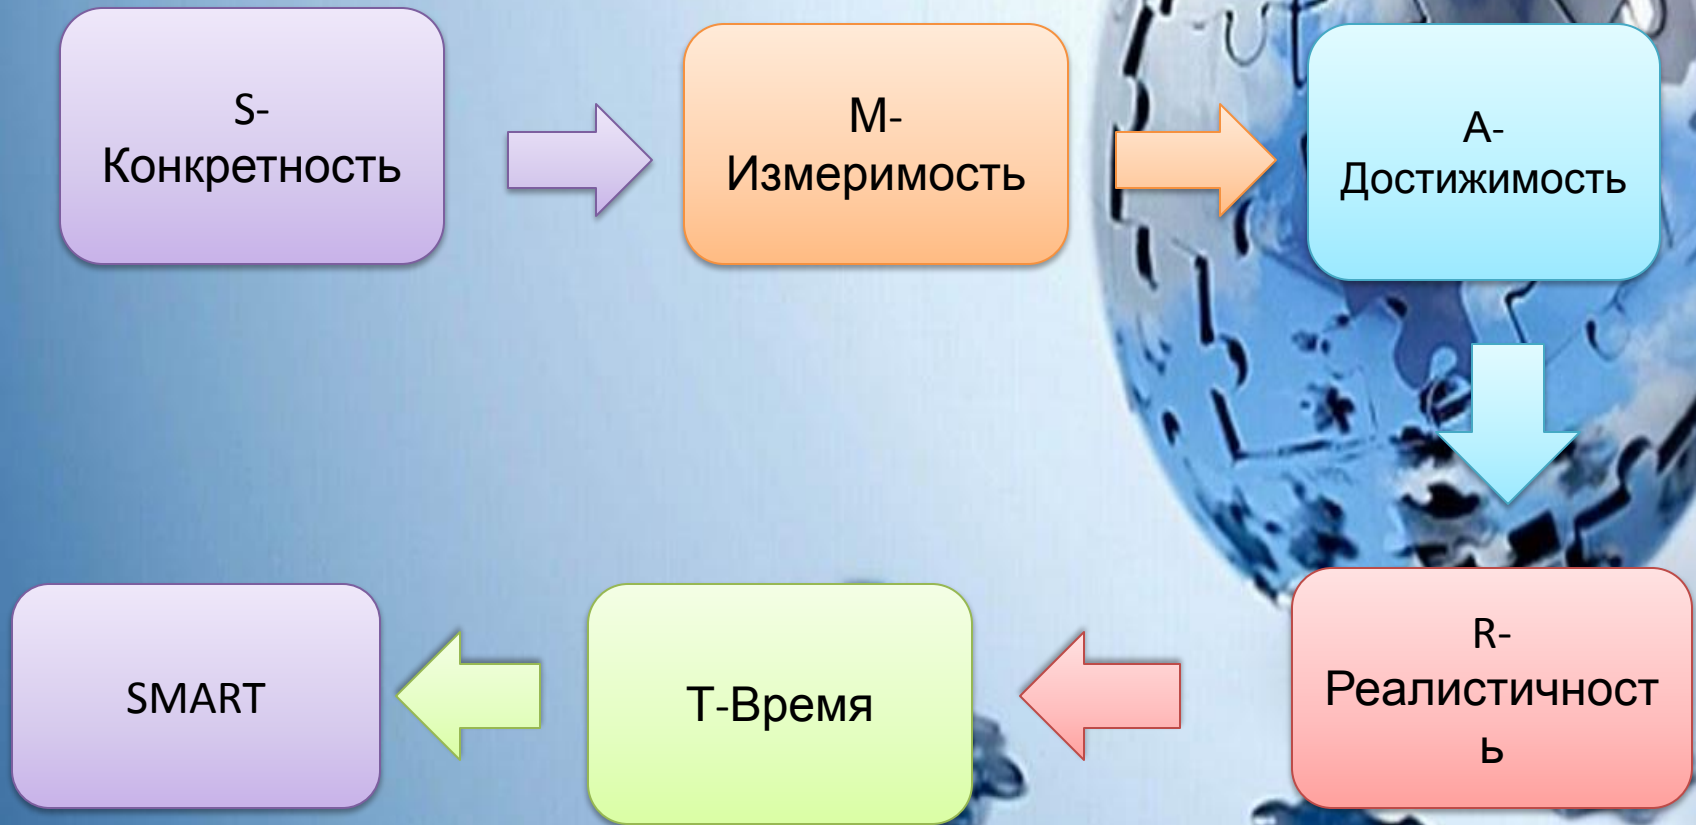 S-
Конкретность
M-
Измеримость
A-
Достижимость
R-
Реалистичност
ь
Т-Время
SMART